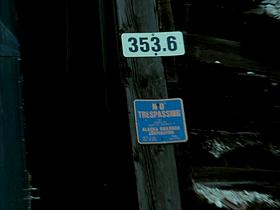 353.6
NO
TRESPASSING
ALASKA RAILROAD
CORPORATION